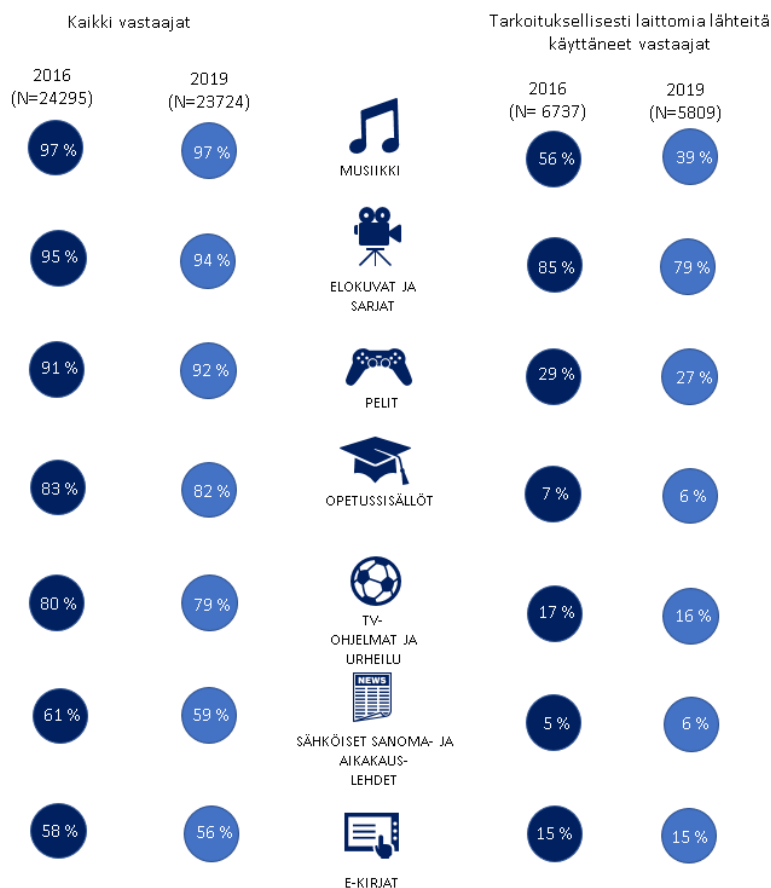 Kaikki vastaajat
Tarkoituksellisesti laittomia lähteitä
käyttäneet vastaajat
2016
(N=24295)
2019
(N=23724)
2016
(N= 6737)
2019
(N=5809)
97 %
97 %
MUSIIKKI
56 %
39 %
95 %
94 %
ELOKUVAT JA
SARJAT
85 %
79 %
91 %
92 %
PELIT
29 %
27 %
83 %
82 %
OPETUSSISÄLLÖT
7 %
6 %
80 %
79 %
TV-
OHJELMAT JA
URHEILU
17 %
16 %
61 %
59 %
NEWS
SÄHKÖISET SANOMA- JA
AIKAKAUS-
LEHDET
5 %
6 %
58 %
56 %
E-KIRJAT
15 %
15 %